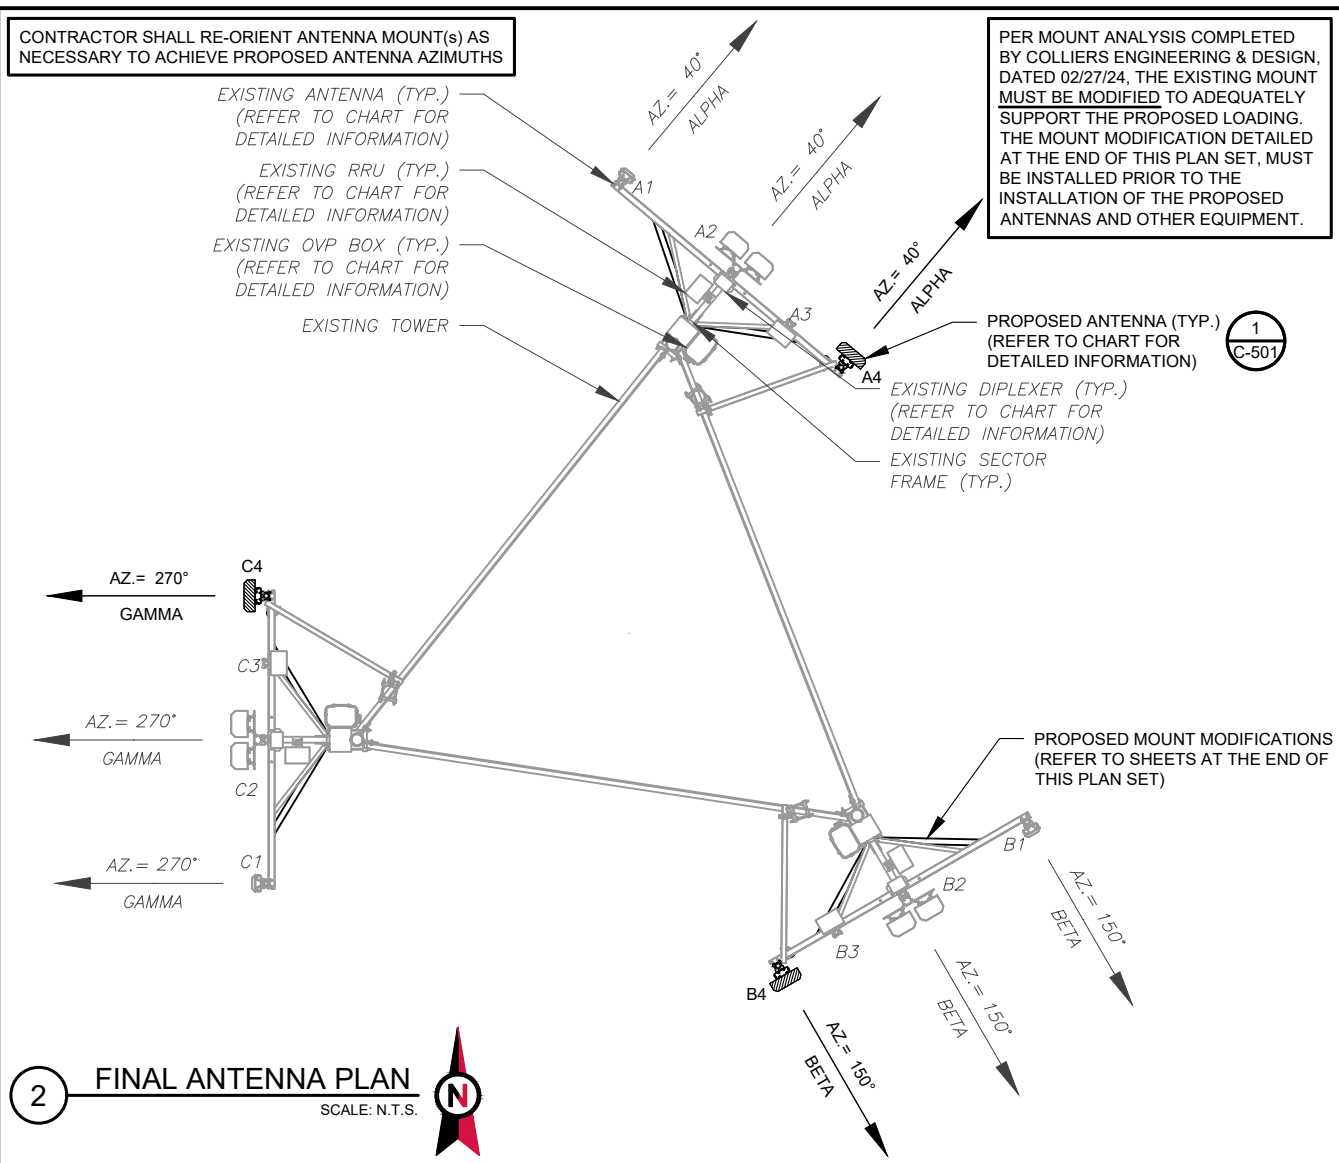 CONTRACTOR SHALL RE-ORIENT ANTENNA MOUNT(s) AS
NECESSARY TO ACHIEVE PROPOSED ANTENNA AZIMUTHS
PER MOUNT ANALYSIS COMPLETED
BY COLLIERS ENGINEERING & DESIGN,
DATED 02/27/24, THE EXISTING MOUNT
MUST BE MODIFIED TO ADEQUATELY
SUPPORT THE PROPOSED LOADING.
THE MOUNT MODIFICATION DETAILED
AT THE END OF THIS PLAN SET, MUST
BE INSTALLED PRIOR TO THE
INSTALLATION OF THE PROPOSED
ANTENNAS AND OTHER EQUIPMENT.
EXISTING ANTENNA (TYP.)
(REFER TO CHART FOR
DETAILED INFORMATION)
EXISTING RRU (TYP.)
(REFER TO CHART FOR
DETAILED INFORMATION)
EXISTING OVP BOX (TYP.)
(REFER TO CHART FOR
DETAILED INFORMATION)
EXISTING TOWER
AZ.= 40°
ALPHA
AZ.= 40°
ALPHA
AZ.= 40°
ALPHA
A1
A2
A3
A4
PROPOSED ANTENNA (TYP.)
(REFER TO CHART FOR
DETAILED INFORMATION)
1
C-501
EXISTING DIPLEXER (TYP.)
(REFER TO CHART FOR
DETAILED INFORMATION)
EXISTING SECTOR
FRAME (TYP.)
C4
AZ.= 270°
GAMMA
C3
AZ.= 270°
GAMMA
C2
C1
AZ.= 270°
GAMMA
PROPOSED MOUNT MODIFICATIONS
(REFER TO SHEETS AT THE END OF
THIS PLAN SET)
B1
B2
B3
B4
AZ.= 150°
BETA
AZ.= 150°
BETA
AZ.= 150°
BETA
2
FINAL ANTENNA PLAN
SCALE: N.T.S.
N